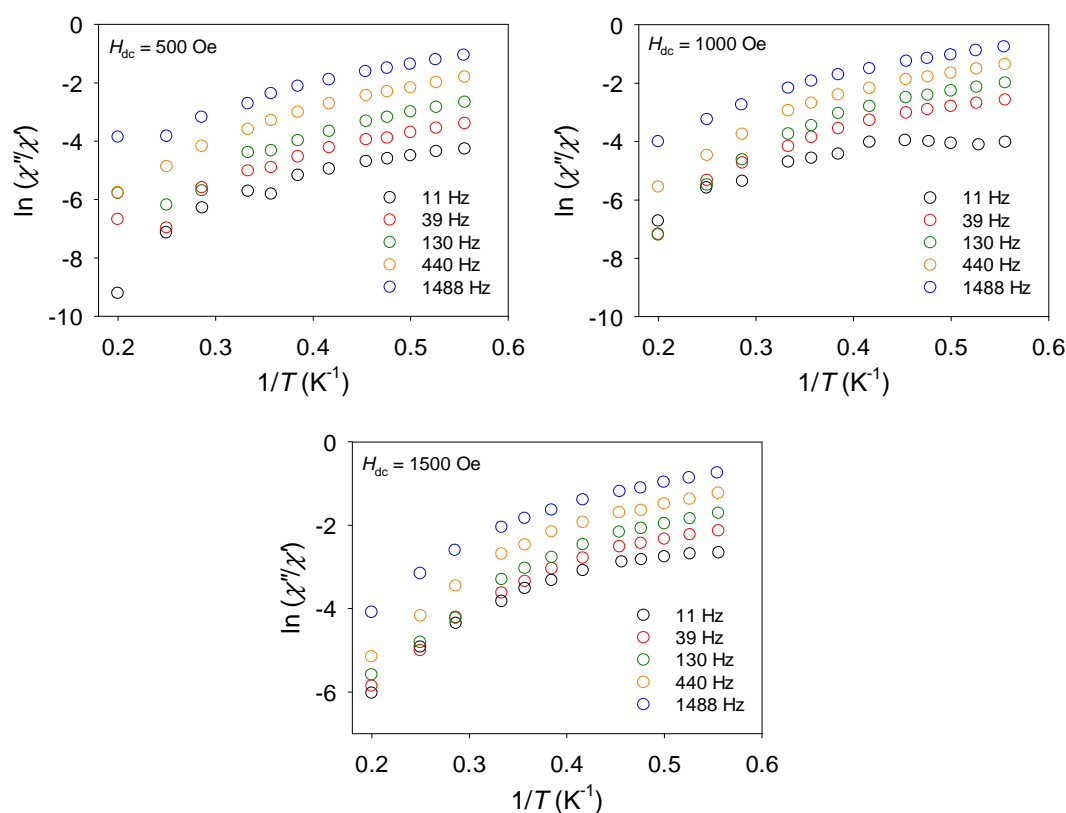 H_dc = 500 Oe
ln (χ″/χ′)
0
-2
-4
-6
-8
-10
11 Hz
39 Hz
130 Hz
440 Hz
1488 Hz
0.2 0.3 0.4 0.5 0.6
1/T (K⁻¹)
H_dc = 1000 Oe
ln (χ″/χ′)
0
-2
-4
-6
-8
-10
11 Hz
39 Hz
130 Hz
440 Hz
1488 Hz
0.2 0.3 0.4 0.5 0.6
1/T (K⁻¹)
H_dc = 1500 Oe
ln (χ″/χ′)
0
-2
-4
-6
11 Hz
39 Hz
130 Hz
440 Hz
1488 Hz
0.2 0.3 0.4 0.5 0.6
1/T (K⁻¹)